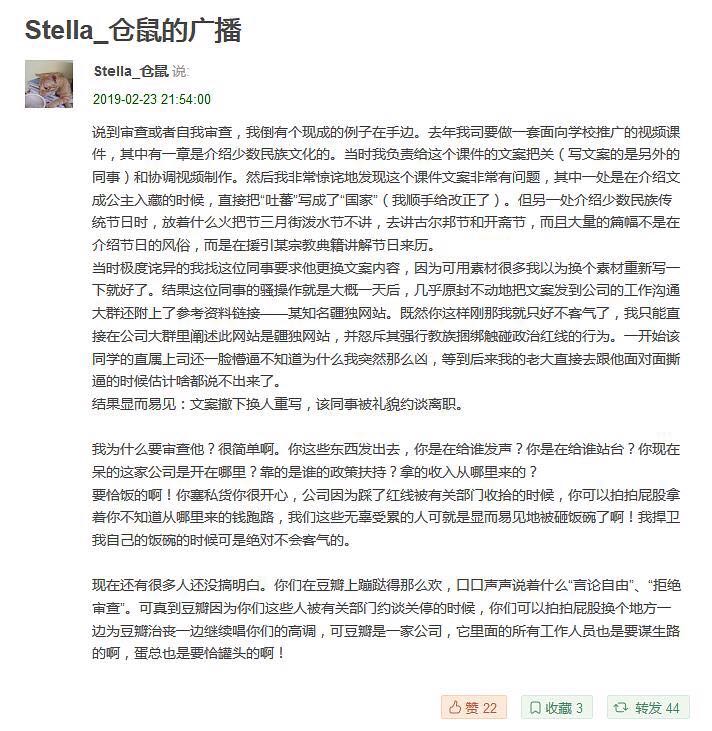 Stella_仓鼠的广播
Stella_仓鼠 说:
2019-02-23 21:54:00
说到审查或者自我审查，我倒有个现成的例子在手边。去年我司要做一套面向学校推广的视频课
件，其中有一章是介绍少数民族文化的。当时我负责给这个课件的文案把关（写文案的是另外的
同事）和协调视频制作。然后我非常惊诧地发现这个课件文案非常有问题，其中一处是在介绍文
成公主入藏的时候，直接把“吐蕃”写成了“国家”（我顺手给改正了）。但另一处介绍少数民族传
统节日时，放着什么火把节三月街泼水节不讲，去讲古尔邦节和开斋节，而且大量的篇幅不是在
介绍节日的风俗，而是在援引某宗教典籍讲解节日来历。
当时极度诧异的我找这位同事要求他更换文案内容，因为可用素材很多我以为换个素材重新写一
下就好了。结果这位同事的骚操作就是大概一天后，几乎原封不动地把文案发到公司的工作沟通
大群还附上了参考资料链接——某知名疆独网站。既然你这样刚那我就只好不客气了，我只能直
接在公司大群里阐述此网站是疆独网站，并怒斥其强行教族捆绑触碰政治红线的行为。一开始该
同学的直属上司还一脸懵逼不知道为什么我突然那么凶，等到后来我的老大直接去跟他面对面撕
逼的时候估计啥都说不出来了。
结果显而易见：文案撤下换人重写，该同事被礼貌约谈离职。
我为什么要审查他？很简单啊。你这些东西发出去，你是在给谁发声？你是在给谁站台？你现在
呆的这家公司是开在哪里？靠的是谁的政策扶持？拿的收入从哪里来的？
要恰饭的啊！你塞私货你很开心，公司因为踩了红线被有关部门收拾的时候，你可以拍拍屁股拿
着你不知道从哪里来的钱跑路，我们这些无辜受累的人可就是显而易见地被砸饭碗了啊！我捍卫
我自己的饭碗的时候可是绝对不会客气的。
现在还有很多人还没搞明白。你们在豆瓣上蹦跶得那么欢，口口声声说着什么“言论自由”、“拒绝
审查”。可真到豆瓣因为你们这些人被有关部门约谈关停的时候，你们可以拍拍屁股换个地方一
边为豆瓣治丧一边继续唱你们的高调，可豆瓣是一家公司，它里面的所有工作人员也是要谋生路
的啊，蛋总也是要恰罐头的啊！
赞 22 收藏 3 转发 44